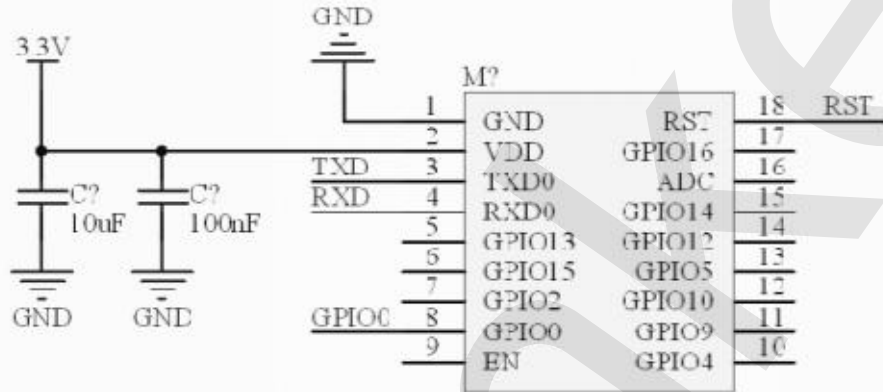 GND
3.3V
M?
1 GND RST 18 RST
2 VDD GPIO16 17
TXD 3 TXD0 ADC 16
RXD 4 RXD0 GPIO14 15
C? C?
10uF 100nF
5 GPIO13 GPIO12 14
6 GPIO15 GPIO5 13
7 GPIO2 GPIO10 12
GND GND
GPIO0 8 GPIO0 GPIO9 11
9 EN GPIO4 10